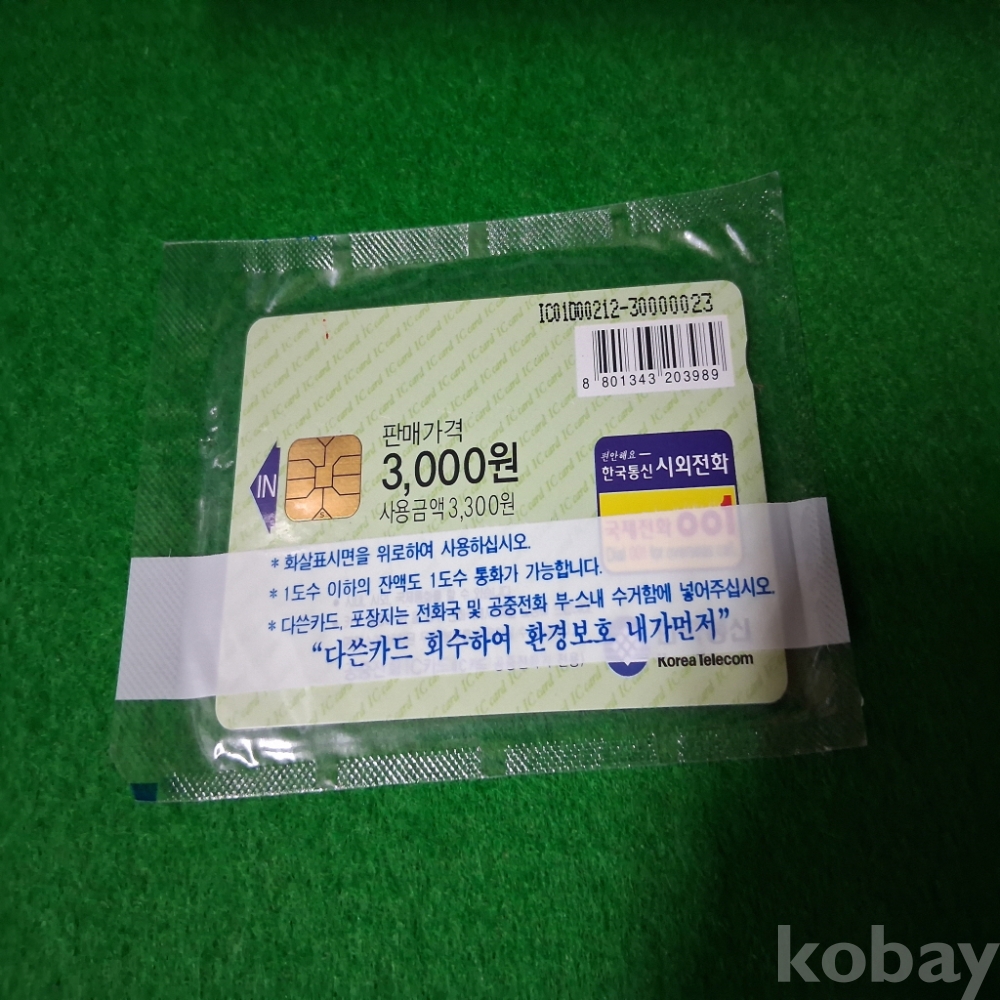 IC01D00212-30000023
8 801343 203989
판매가격
3,000원
사용금액 3,300원
IN
편안해요
한국통신 시외전화
국제전화 001
* 화살표시면을 위로하여 사용하십시오.
* 1도수 이하의 잔액도 1도수 통화가 가능합니다.
* 다쓴카드, 포장지는 전화국 및 공중전화 부·스내 수거함에 넣어주십시오.
“다쓴카드 회수하여 환경보호 내가먼저”
Korea Telecom
IC card
kobay